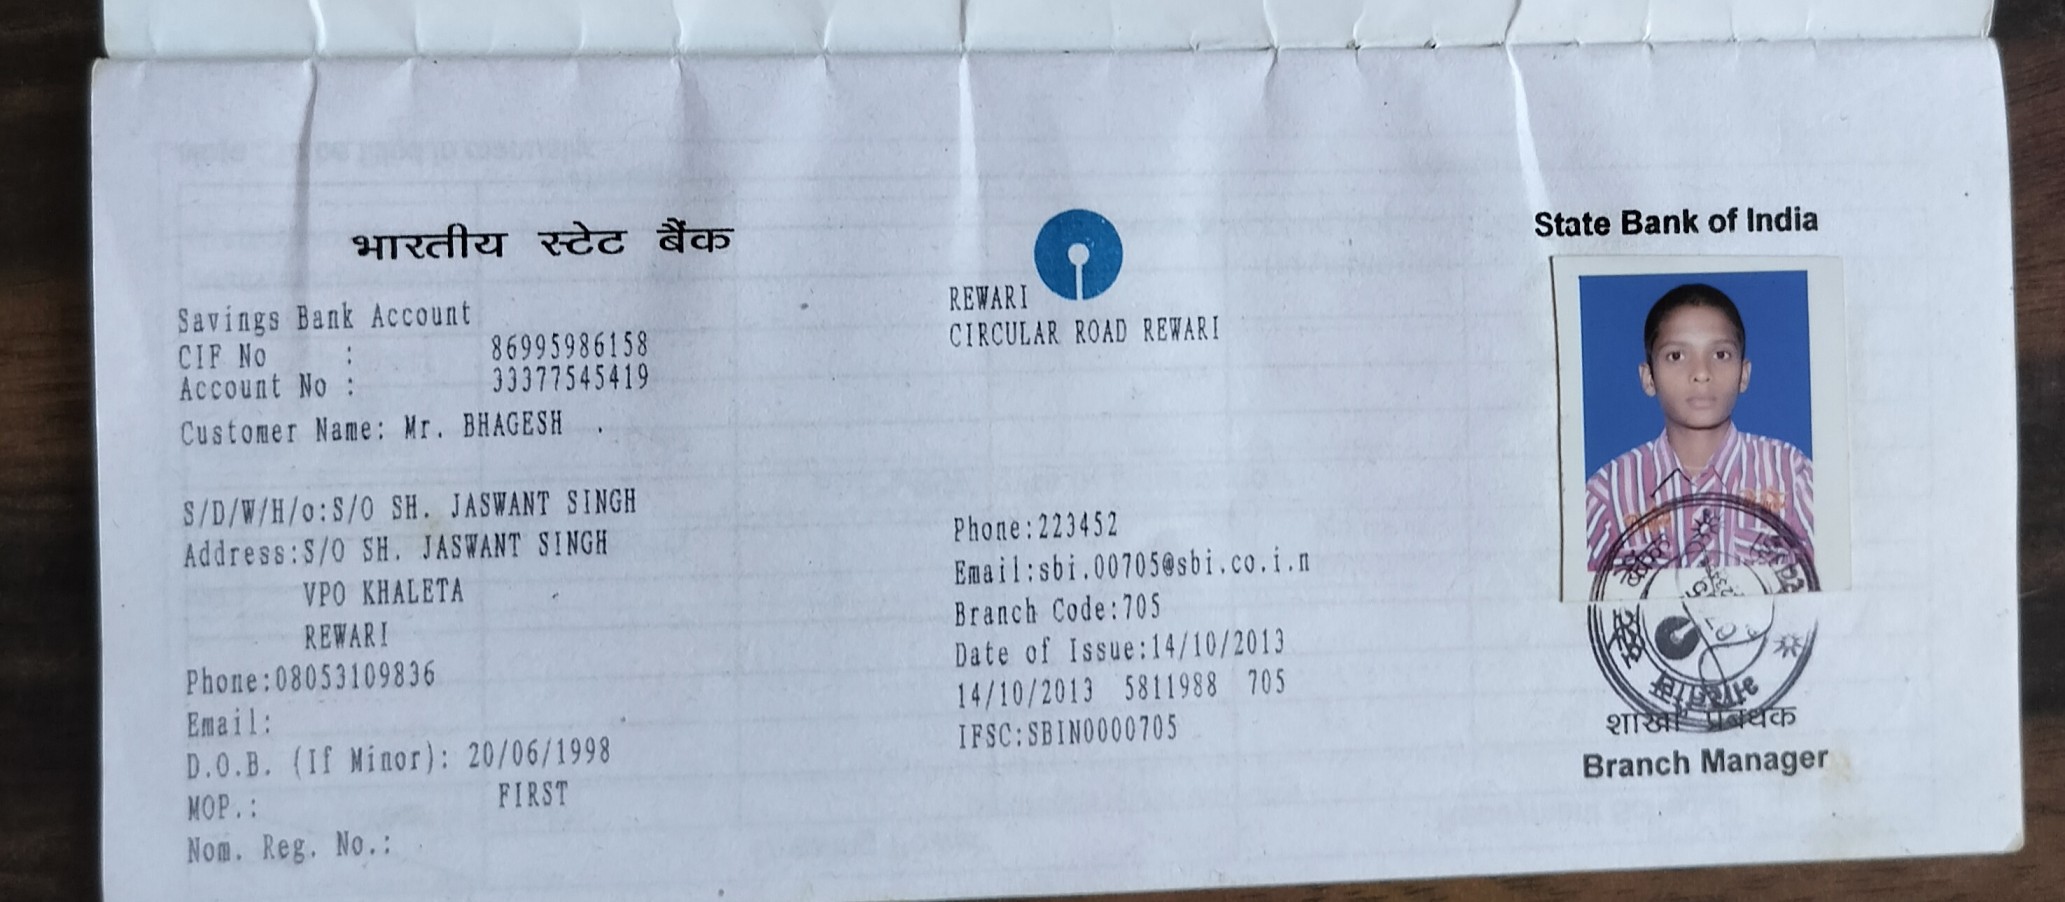 भारतीय स्टेट बैंक
State Bank of India
Savings Bank Account
CIF No : 86995986158
Account No : 33377545419
Customer Name: Mr. BHAGESH .
S/D/W/H/o:S/O SH. JASWANT SINGH
Address:S/O SH. JASWANT SINGH
VPO KHALETA
REWARI
Phone:08053109836
Email:
D.O.B. (If Minor): 20/06/1998
MOP.: FIRST
Nom. Reg. No.:
REWARI
CIRCULAR ROAD REWARI
Phone:223452
Email:sbi.00705@sbi.co.i.n
Branch Code:705
Date of Issue:14/10/2013
14/10/2013 5811988 705
IFSC:SBIN0000705
शाखा प्रबंधक
Branch Manager